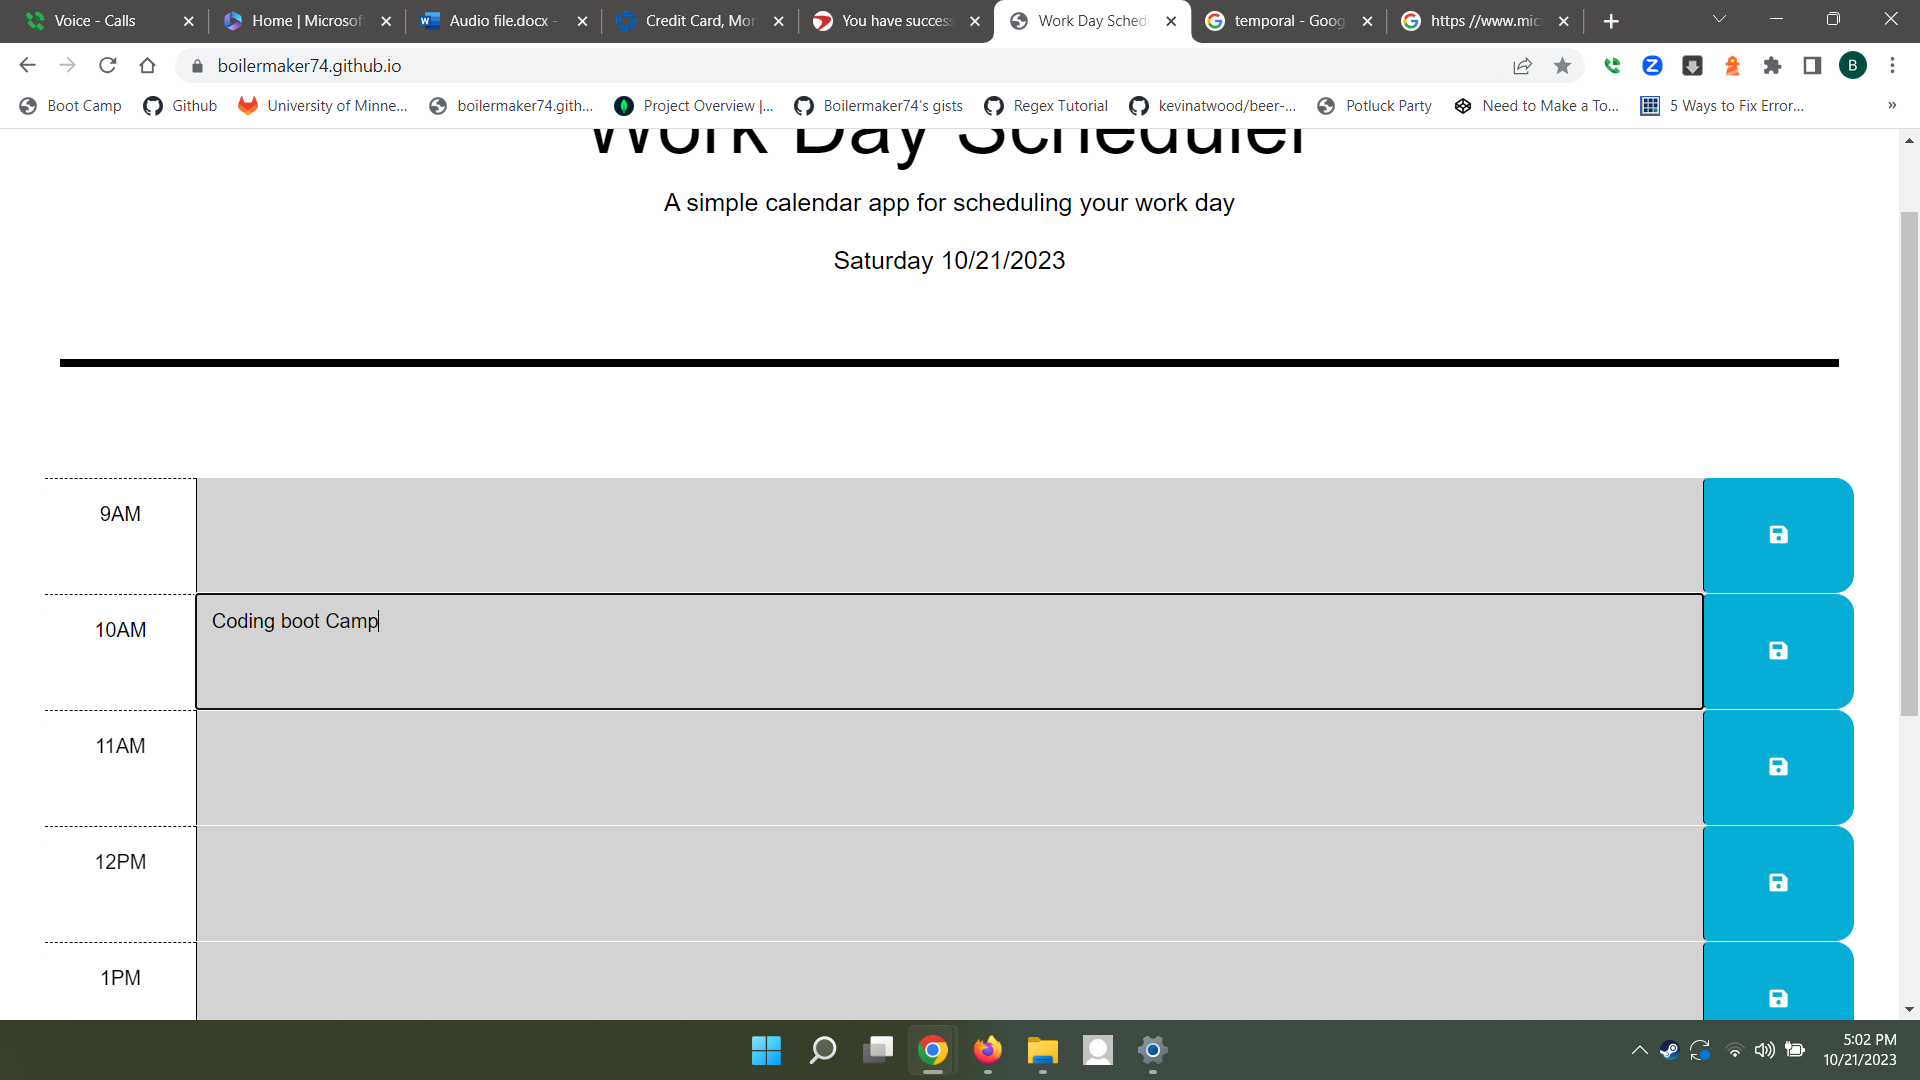 Voice - Calls
Home | Microsof
Audio file.docx -
Credit Card, Mor
You have success
Work Day Sched
temporal - Goog
https //www.mic
boilermaker74.github.io
B
Boot Camp
Github
University of Minne...
boilermaker74.gith...
Project Overview |...
Boilermaker74's gists
Regex Tutorial
kevinatwood/beer-...
Potluck Party
Need to Make a To...
5 Ways to Fix Error...
»
Work Day Scheduler
A simple calendar app for scheduling your work day
Saturday 10/21/2023
9AM
10AM
Coding boot Camp
11AM
12PM
1PM
5:02 PM
10/21/2023